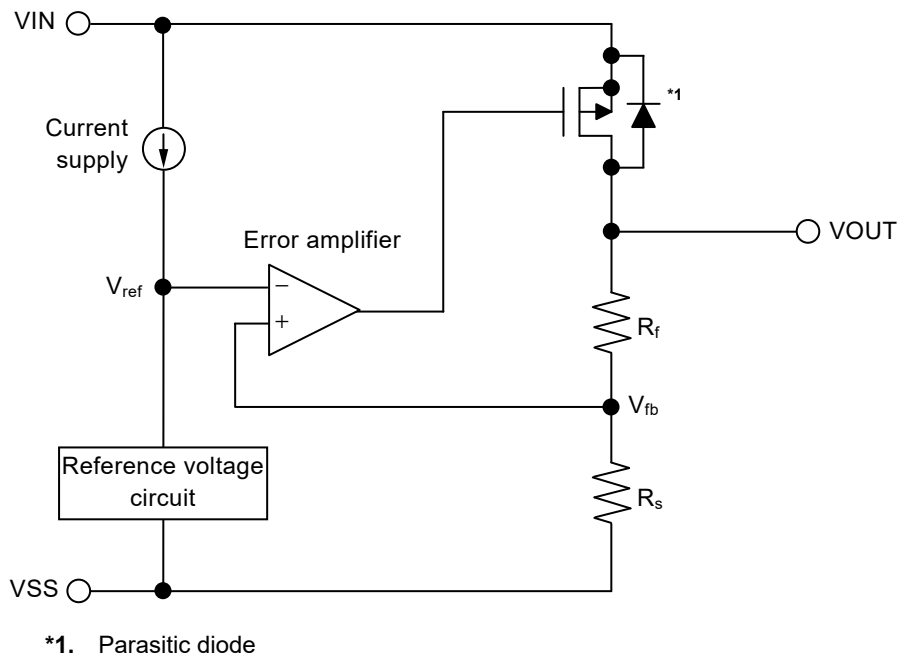 VIN
*1
Current
supply
VOUT
Error amplifier
Vref
−
+
Rf
Vfb
Reference voltage
circuit
Rs
VSS
*1. Parasitic diode